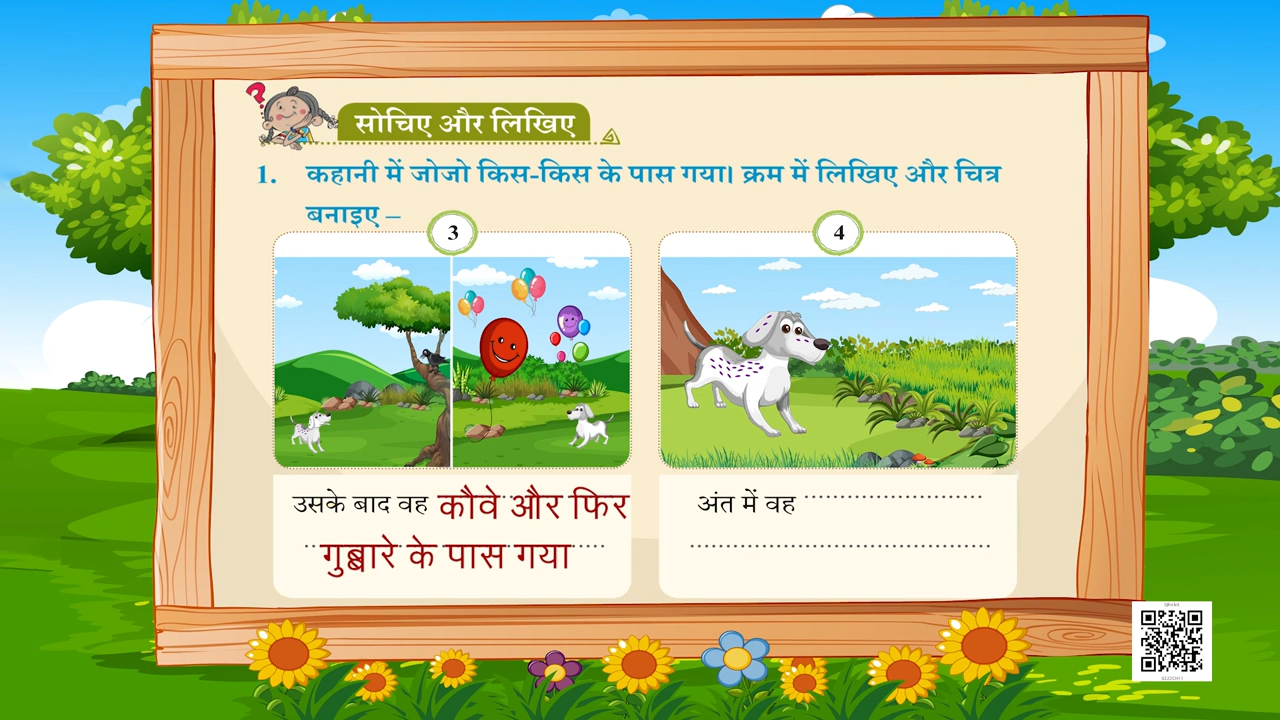 सोचिए और लिखिए
1. कहानी में जोजो किस-किस के पास गया। क्रम में लिखिए और चित्र
बनाइए –
3
4
उसके बाद वह कौवे और फिर
गुब्बारे के पास गया
अंत में वह